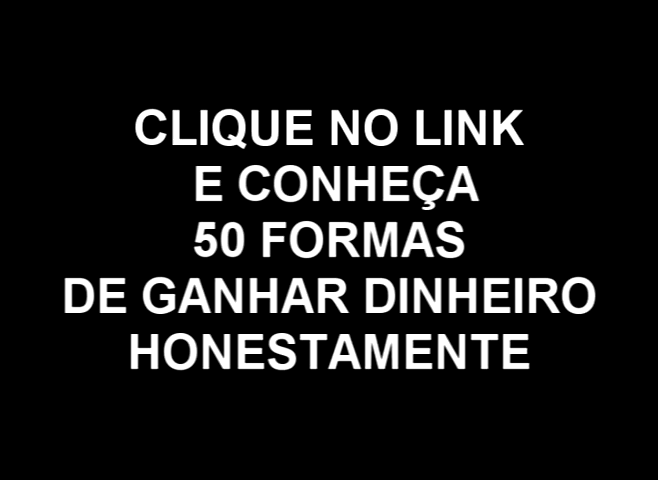 CLIQUE NO LINK
E CONHEÇA
50 FORMAS
DE GANHAR DINHEIRO
HONESTAMENTE